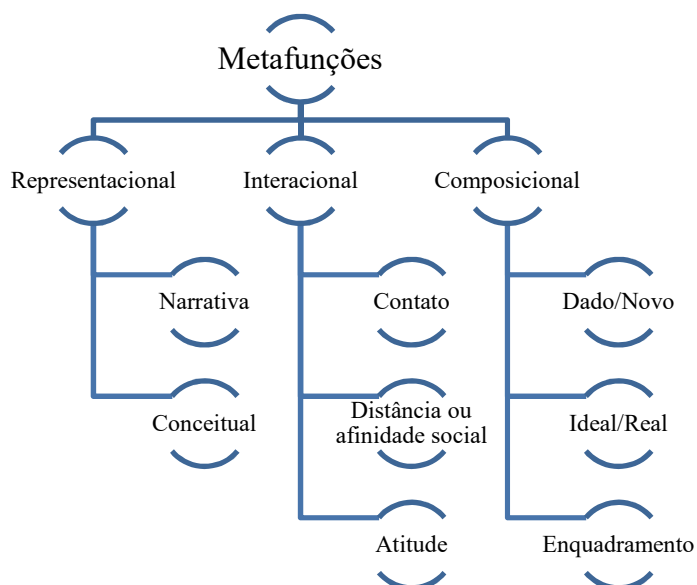 Metafunções
Representacional
Interacional
Composicional
Narrativa
Contato
Dado/Novo
Conceitual
Distância ou
afinidade social
Ideal/Real
Atitude
Enquadramento